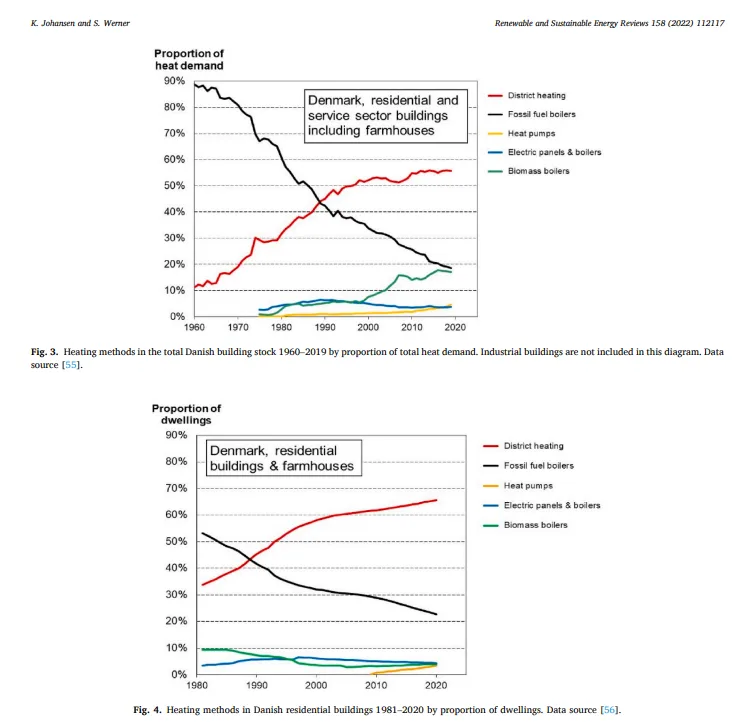 K. Johansen and S. Werner
Renewable and Sustainable Energy Reviews 158 (2022) 112117
Proportion of
heat demand
90%
80%
70%
60%
50%
40%
30%
20%
10%
0%
Denmark, residential and
service sector buildings
including farmhouses
1960 1970 1980 1990 2000 2010 2020
District heating
Fossil fuel boilers
Heat pumps
Electric panels & boilers
Biomass boilers
Fig. 3. Heating methods in the total Danish building stock 1960–2019 by proportion of total heat demand. Industrial buildings are not included in this diagram. Data
source [55].
Proportion of
dwellings
90%
80%
70%
60%
50%
40%
30%
20%
10%
0%
Denmark, residential
buildings & farmhouses
1980 1990 2000 2010 2020
District heating
Fossil fuel boilers
Heat pumps
Electric panels & boilers
Biomass boilers
Fig. 4. Heating methods in Danish residential buildings 1981–2020 by proportion of dwellings. Data source [56].